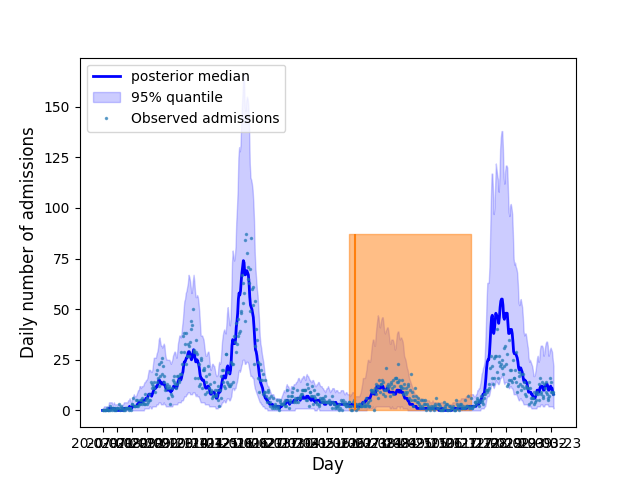 posterior median
95% quantile
Observed admissions
Daily number of admissions
150
125
100
75
50
25
0
Day